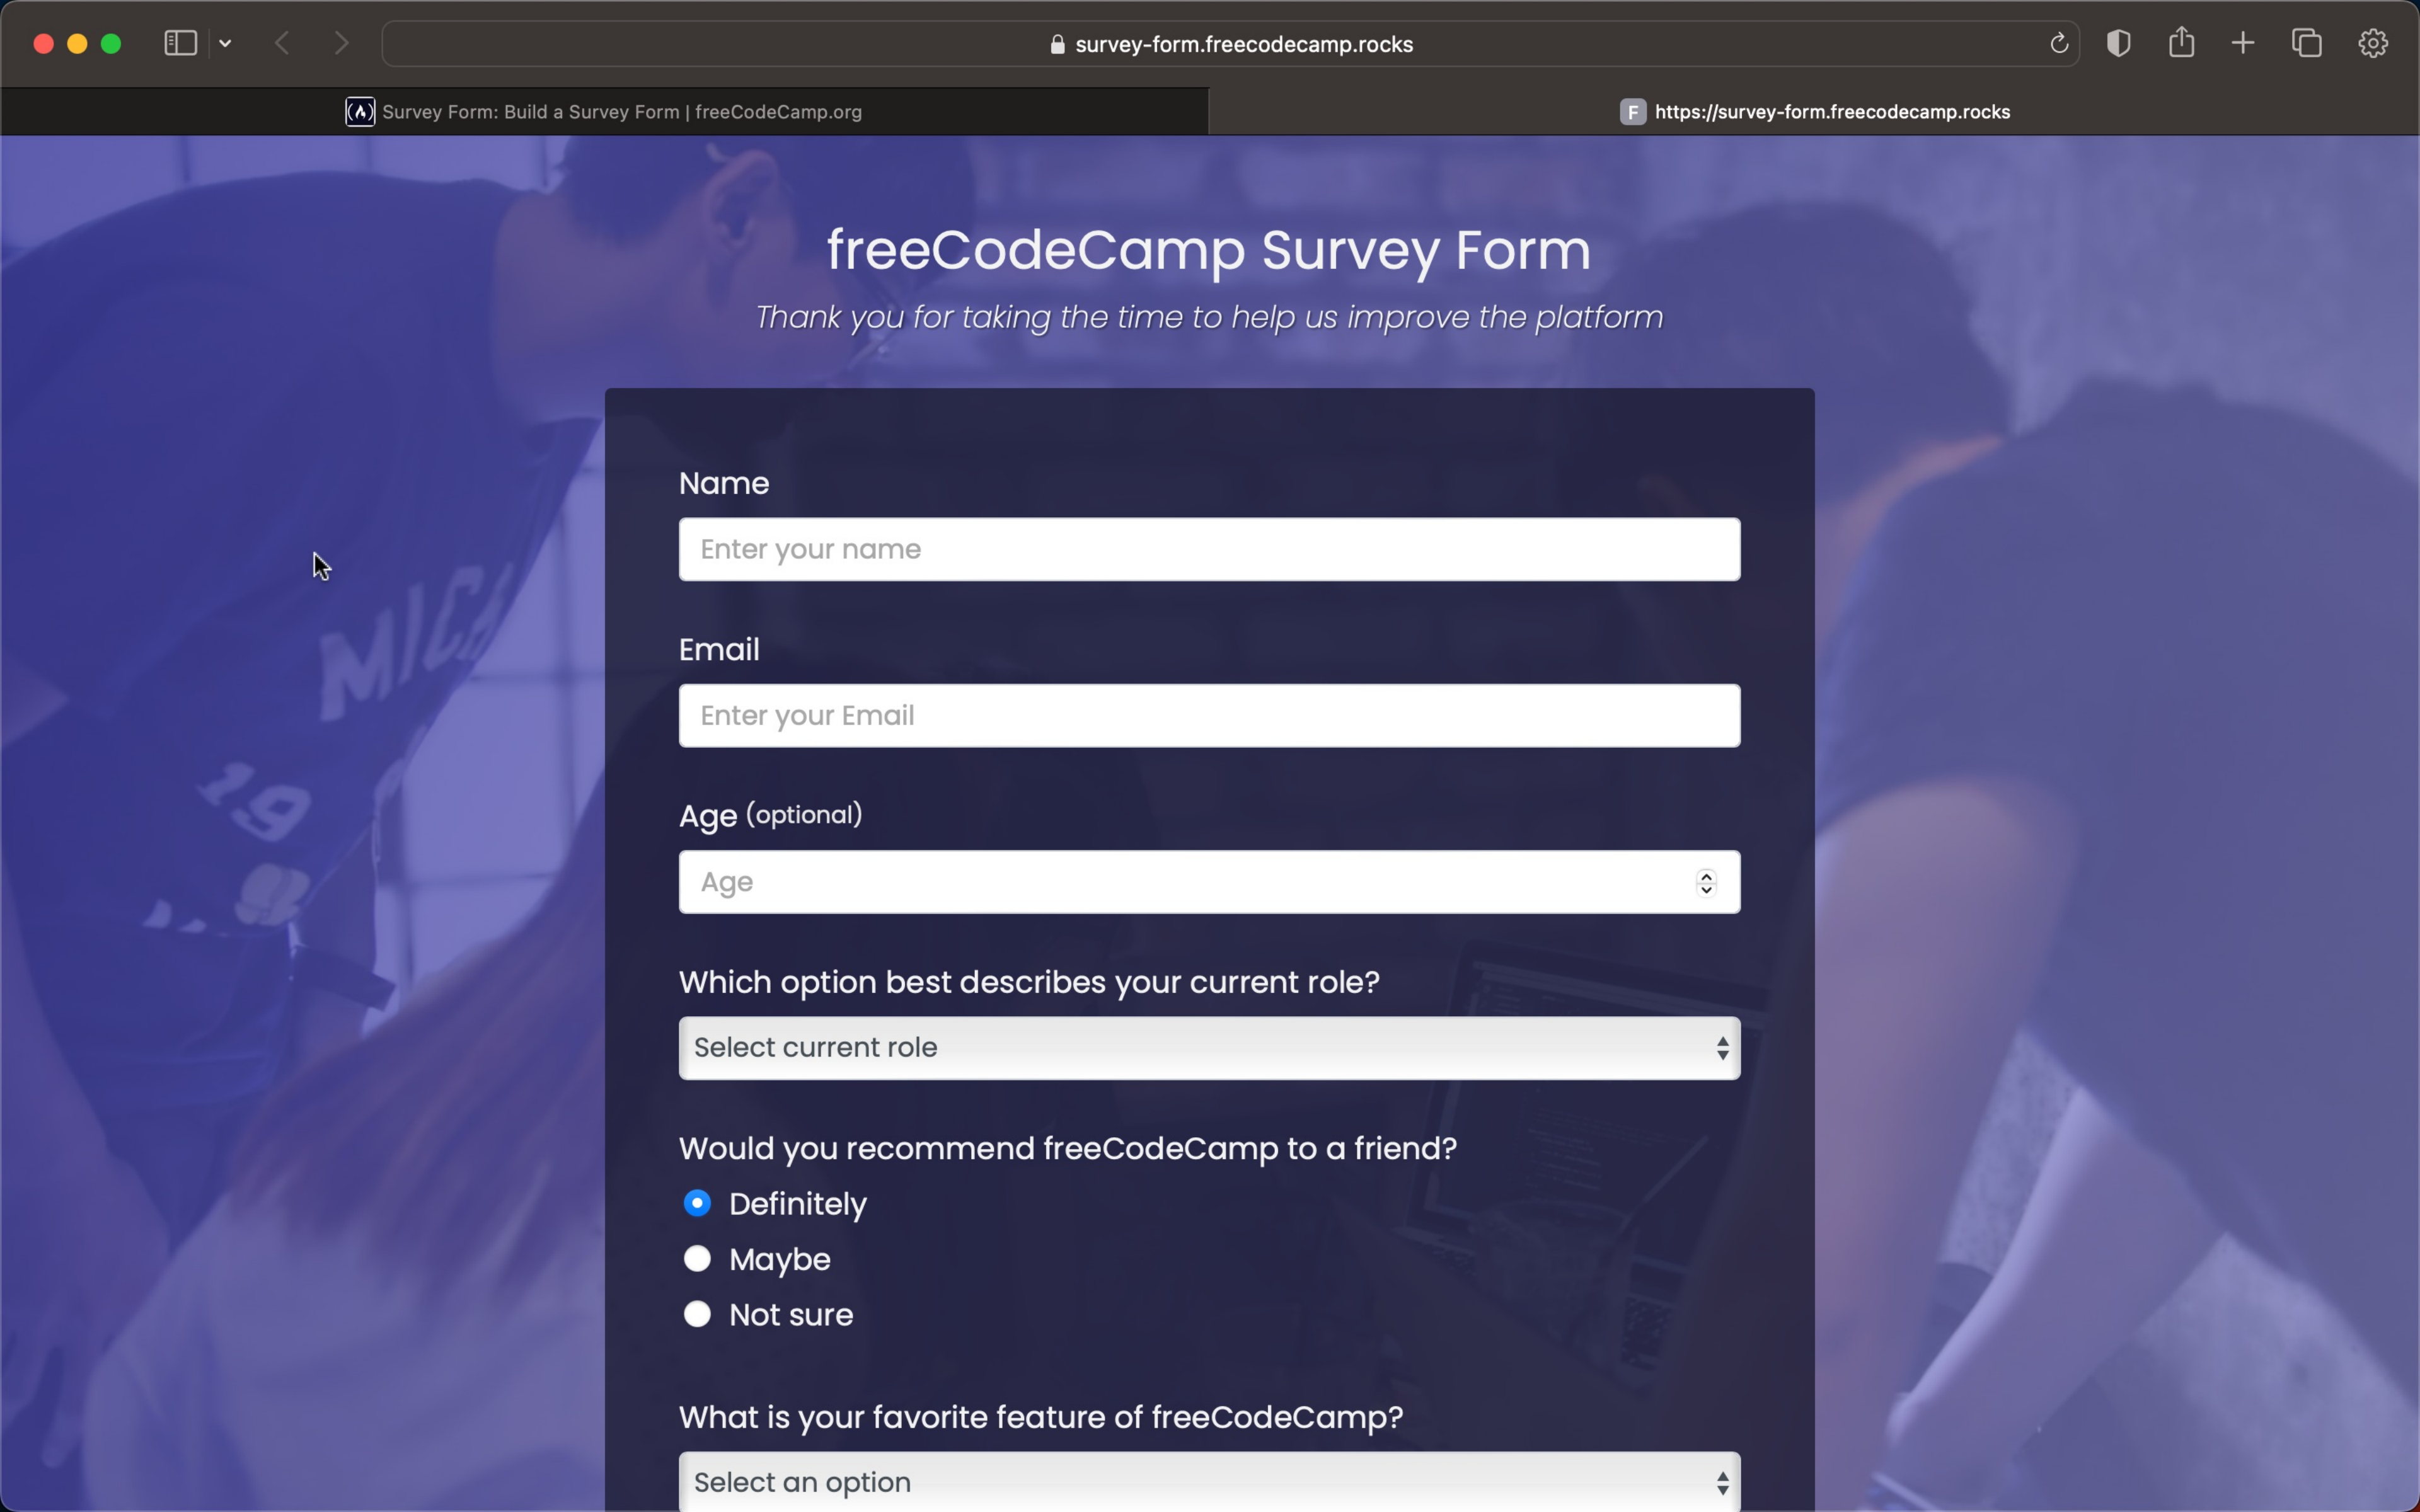 survey-form.freecodecamp.rocks
Survey Form: Build a Survey Form | freeCodeCamp.org
F https://survey-form.freecodecamp.rocks
freeCodeCamp Survey Form
Thank you for taking the time to help us improve the platform
Name
Enter your name
MICH
19
Email
Enter your Email
Age (optional)
Age
Which option best describes your current role?
Select current role
Would you recommend freeCodeCamp to a friend?
Definitely
Maybe
Not sure
What is your favorite feature of freeCodeCamp?
Select an option